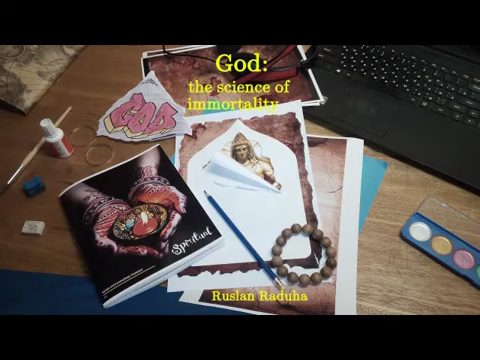 God:
the science of
immortality
GOD
Spiritual
Ruslan Raduha